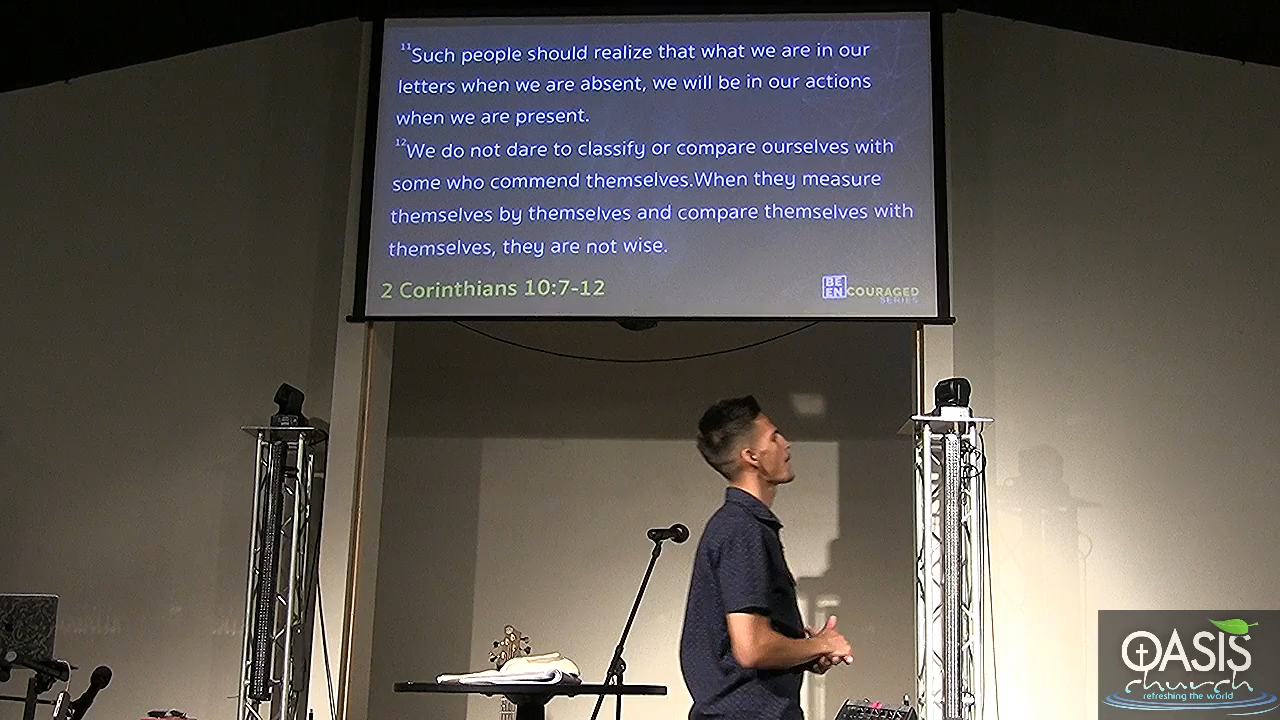 ¹¹Such people should realize that what we are in our
letters when we are absent, we will be in our actions
when we are present.
¹²We do not dare to classify or compare ourselves with
some who commend themselves.When they measure
themselves by themselves and compare themselves with
themselves, they are not wise.
2 Corinthians 10:7-12
BE
EN COURAGED
SERIES
OASIS
church
refreshing the world